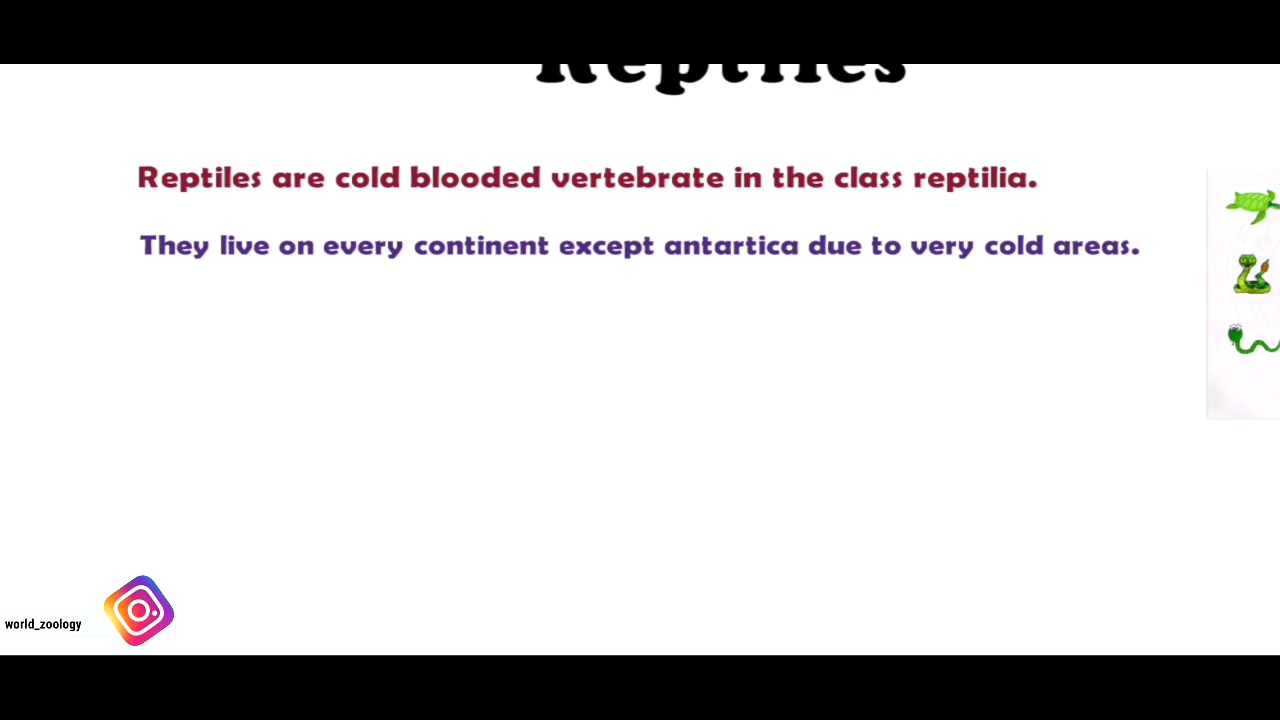 Reptiles
Reptiles are cold blooded vertebrate in the class reptilia.
They live on every continent except antartica due to very cold areas.
world_zoology